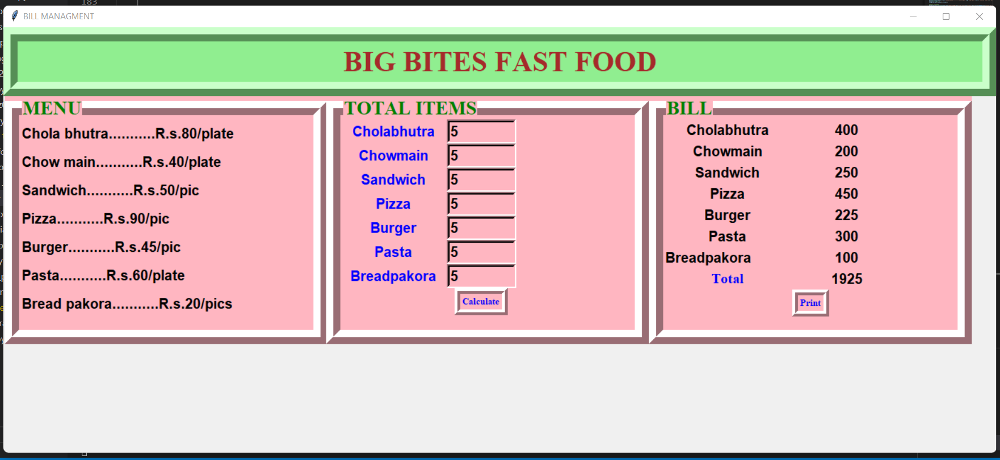 183
BILL MANAGMENT
BIG BITES FAST FOOD
MENU
Chola bhutra...........R.s.80/plate
Chow main...........R.s.40/plate
Sandwich...........R.s.50/pic
Pizza...........R.s.90/pic
Burger...........R.s.45/pic
Pasta...........R.s.60/plate
Bread pakora...........R.s.20/pics
TOTAL ITEMS
Cholabhutra 5
Chowmain 5
Sandwich 5
Pizza 5
Burger 5
Pasta 5
Breadpakora 5
Calculate
BILL
Cholabhutra 400
Chowmain 200
Sandwich 250
Pizza 450
Burger 225
Pasta 300
Breadpakora 100
Total 1925
Print